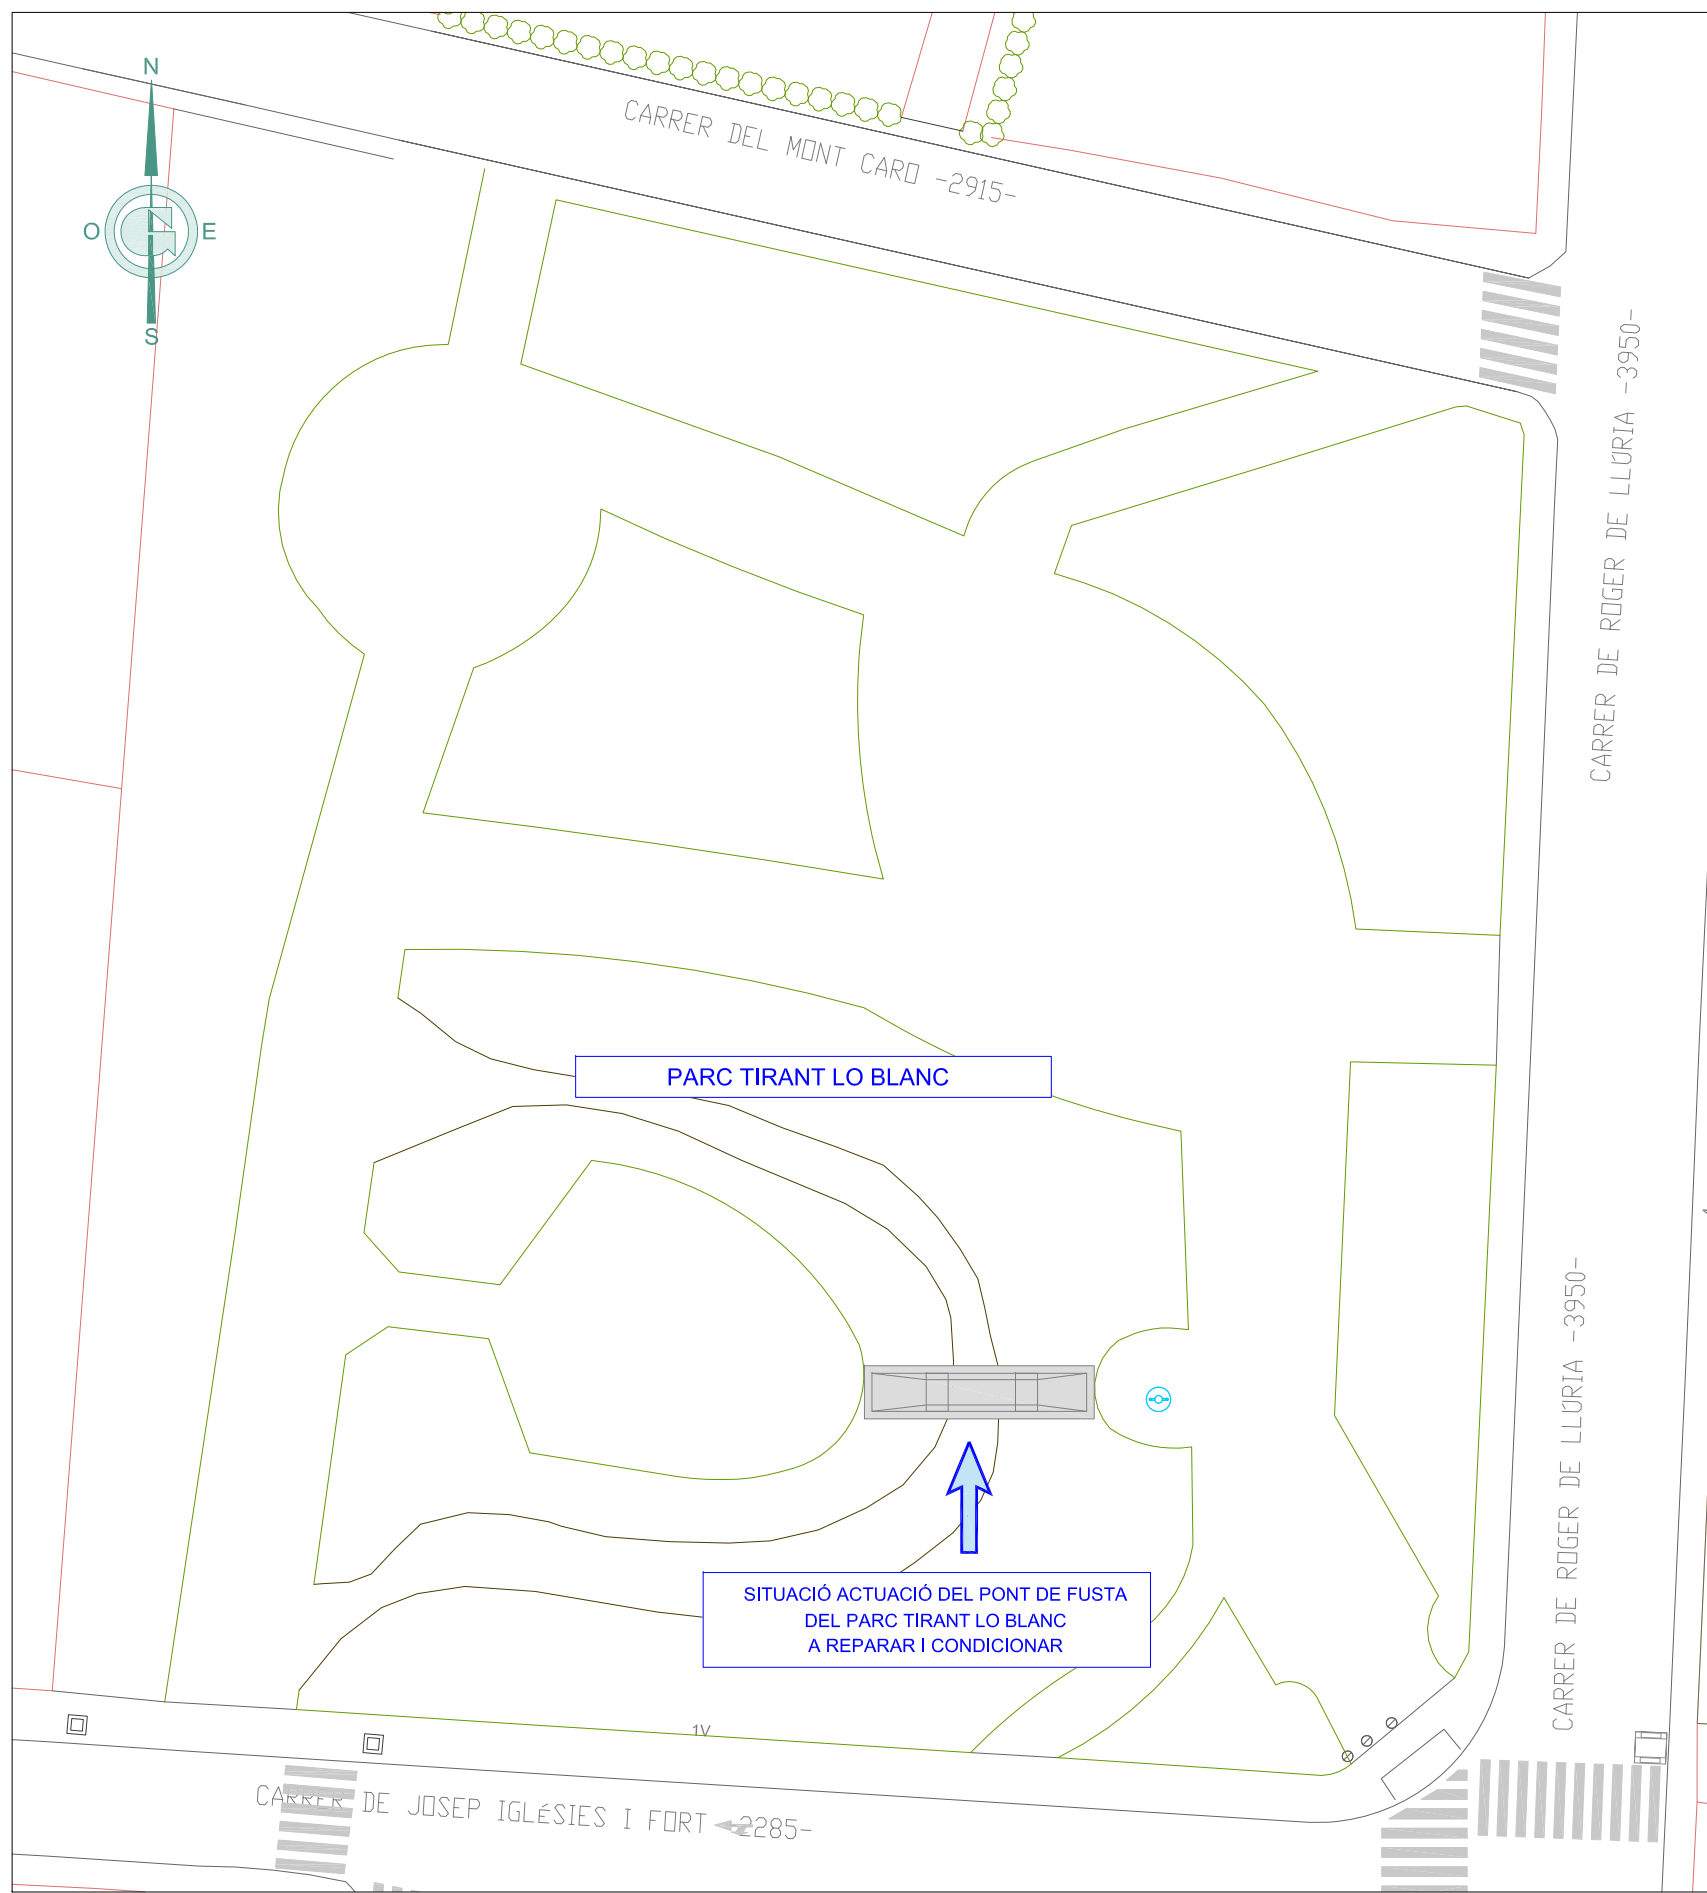 N
O
E
S
CARRER DEL MONT CARO -2915-
CARRER DE ROGER DE LLÚRIA -3950-
PARC TIRANT LO BLANC
CARRER DE ROGER DE LLÚRIA -3950-
SITUACIÓ ACTUACIÓ DEL PONT DE FUSTA
DEL PARC TIRANT LO BLANC
A REPARAR I CONDICIONAR
1V
CARRER DE JOSEP IGLéSIES I FORT -2285-